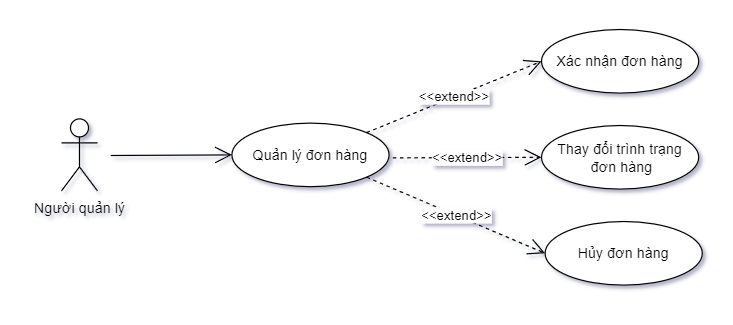 Xác nhận đơn hàng
<<extend>>
Quản lý đơn hàng
Thay đổi trình trạng
đơn hàng
<<extend>>
Người quản lý
<<extend>>
Hủy đơn hàng